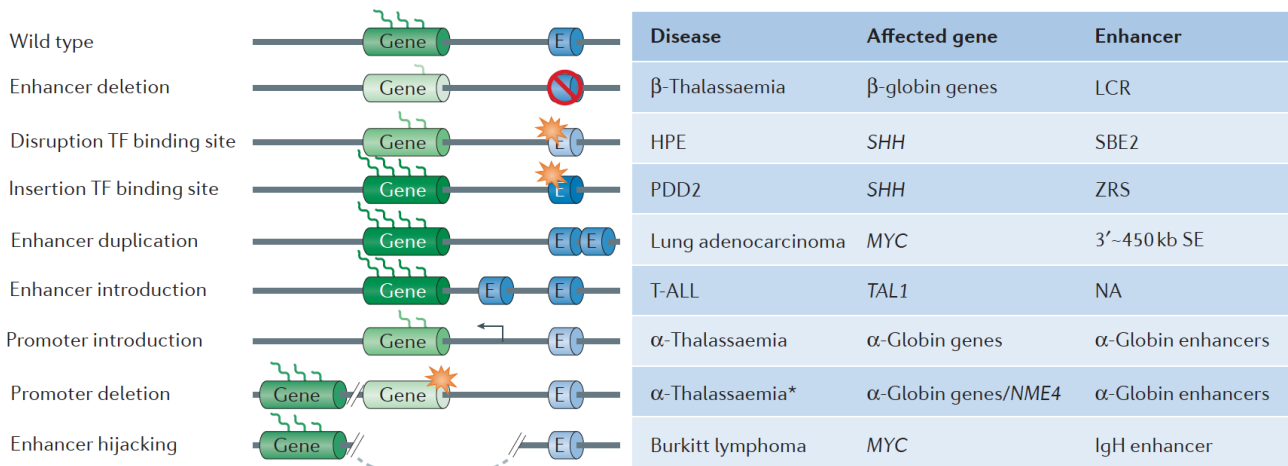 Disease Affected gene Enhancer
Wild type Gene E
Enhancer deletion Gene β-Thalassaemia β-globin genes LCR
Disruption TF binding site Gene E HPE SHH SBE2
Insertion TF binding site Gene E PDD2 SHH ZRS
Enhancer duplication Gene E E Lung adenocarcinoma MYC 3′~450 kb SE
Enhancer introduction Gene E E T-ALL TAL1 NA
Promoter introduction Gene E α-Thalassaemia α-Globin genes α-Globin enhancers
Promoter deletion Gene Gene E α-Thalassaemia* α-Globin genes/NME4 α-Globin enhancers
Enhancer hijacking Gene E Burkitt lymphoma MYC IgH enhancer